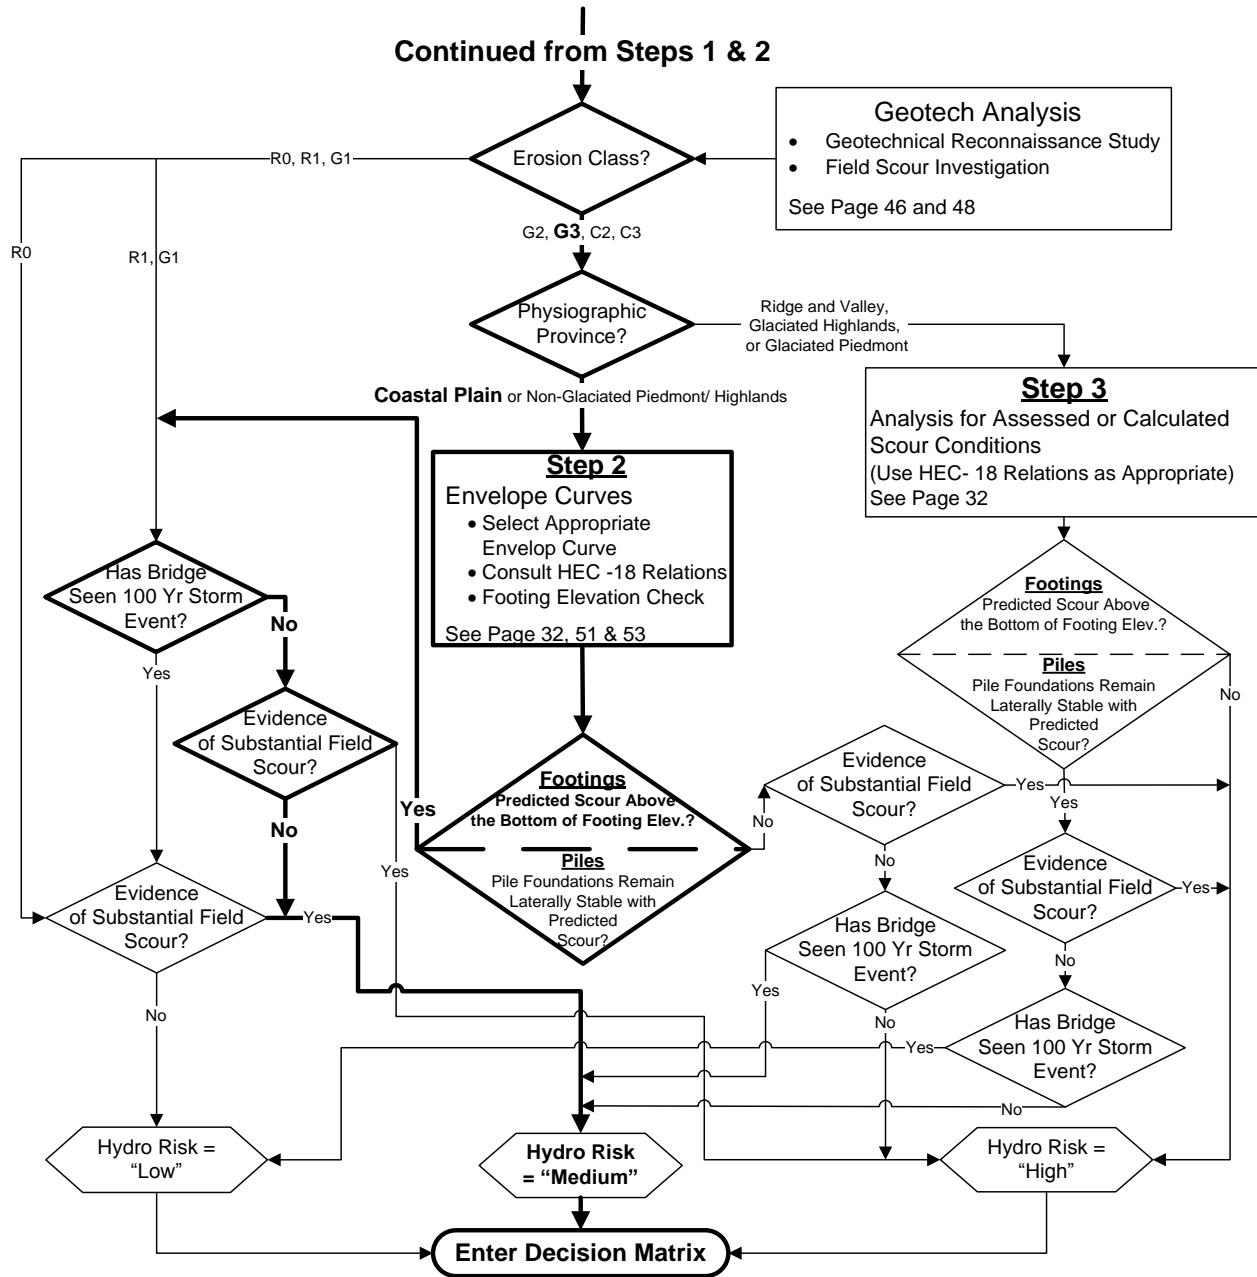 Continued from Steps 1 & 2
Geotech Analysis
• Geotechnical Reconnaissance Study
• Field Scour Investigation
See Page 46 and 48
Erosion Class?
R0, R1, G1
R0
R1, G1
G2, G3, C2, C3
Physiographic
Province?
Ridge and Valley,
Glaciated Highlands,
or Glaciated Piedmont
Coastal Plain or Non-Glaciated Piedmont/ Highlands
Step 3
Analysis for Assessed or Calculated
Scour Conditions
(Use HEC- 18 Relations as Appropriate)
See Page 32
Step 2
Envelope Curves
• Select Appropriate
Envelop Curve
• Consult HEC -18 Relations
• Footing Elevation Check
See Page 32, 51 & 53
Has Bridge
Seen 100 Yr Storm
Event?
No
Yes
Evidence
of Substantial Field
Scour?
No
Yes
Footings
Predicted Scour Above
the Bottom of Footing Elev.?
Piles
Pile Foundations Remain
Laterally Stable with
Predicted
Scour?
Yes
No
Footings
Predicted Scour Above
the Bottom of Footing Elev.?
Piles
Pile Foundations Remain
Laterally Stable with
Predicted
Scour?
No
Yes
Evidence
of Substantial Field
Scour?
Yes
No
Evidence
of Substantial Field
Scour?
Yes
No
Evidence
of Substantial Field
Scour?
Yes
No
Has Bridge
Seen 100 Yr Storm
Event?
Yes
No
Has Bridge
Seen 100 Yr Storm
Event?
Yes
No
Hydro Risk =
“Low”
Hydro Risk
= “Medium”
Hydro Risk =
“High”
Enter Decision Matrix